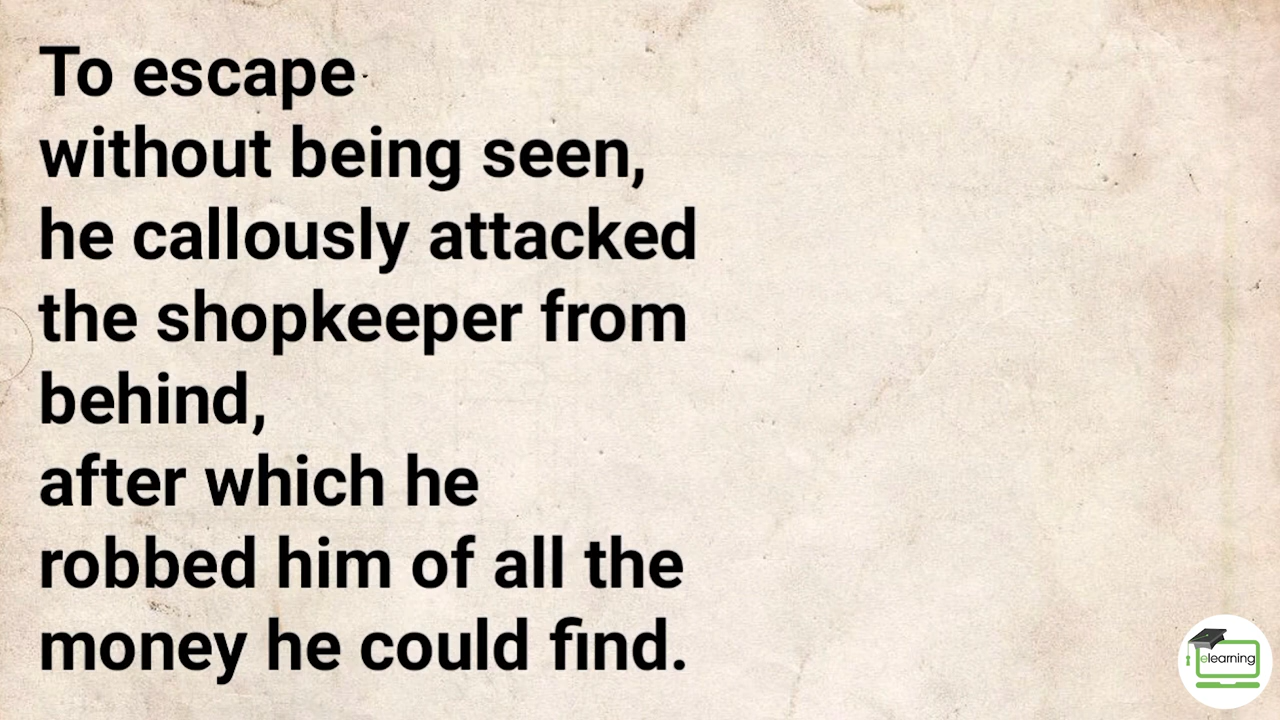 To escape
without being seen,
he callously attacked
the shopkeeper from
behind,
after which he
robbed him of all the
money he could find.
elearning